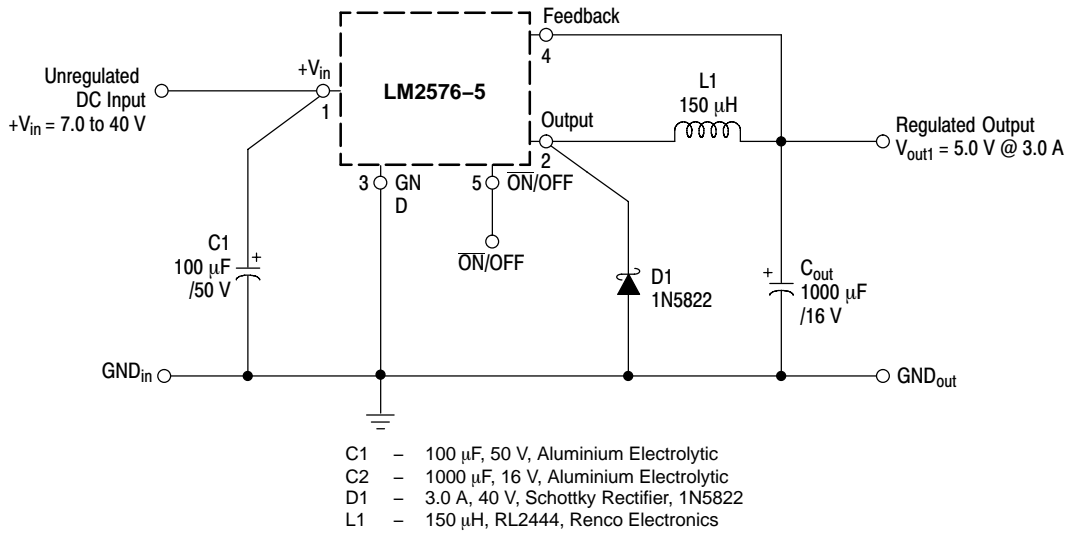 Feedback
4
Unregulated
DC Input
+Vin = 7.0 to 40 V
+Vin
1
LM2576−5
L1
150 μH
Output
2
Regulated Output
Vout1 = 5.0 V @ 3.0 A
3 GN
D
5 ON/OFF
ON/OFF
C1
100 μF
/50 V
+
D1
1N5822
+
Cout
1000 μF
/16 V
GNDin
GNDout
C1 – 100 μF, 50 V, Aluminium Electrolytic
C2 – 1000 μF, 16 V, Aluminium Electrolytic
D1 – 3.0 A, 40 V, Schottky Rectifier, 1N5822
L1 – 150 μH, RL2444, Renco Electronics